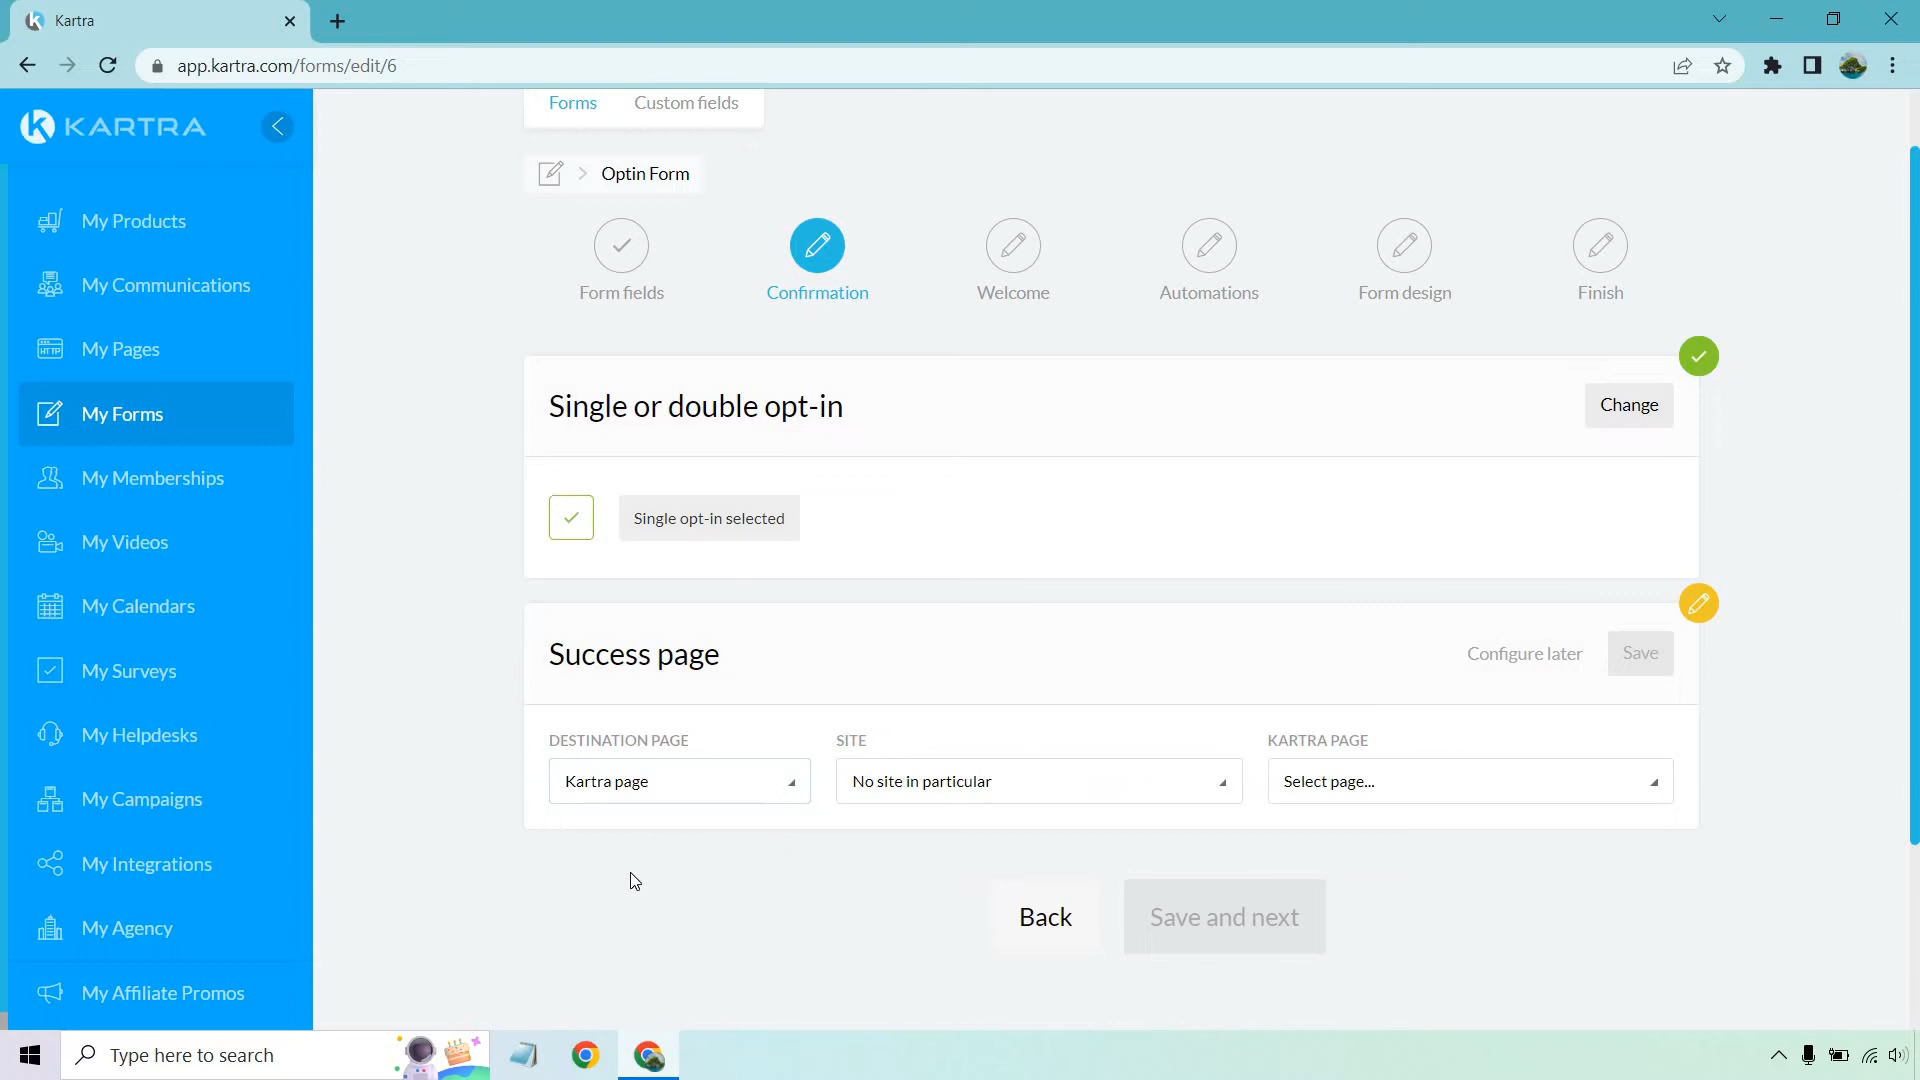 Kartra
app.kartra.com/forms/edit/6
KARTRA
My Products
My Communications
HTTP
My Pages
My Forms
My Memberships
My Videos
My Calendars
My Surveys
My Helpdesks
My Campaigns
My Integrations
My Agency
My Affiliate Promos
Forms Custom fields
Optin Form
Form fields Confirmation Welcome Automations Form design Finish
Single or double opt-in Change
Single opt-in selected
Success page Configure later Save
DESTINATION PAGE SITE KARTRA PAGE
Kartra page No site in particular Select page...
Back Save and next
Type here to search